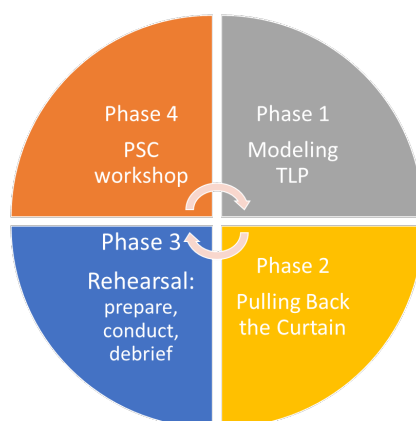 Phase 4
PSC
workshop
Phase 1
Modeling
TLP
Phase 3
Rehearsal:
prepare,
conduct,
debrief
Phase 2
Pulling Back
the Curtain